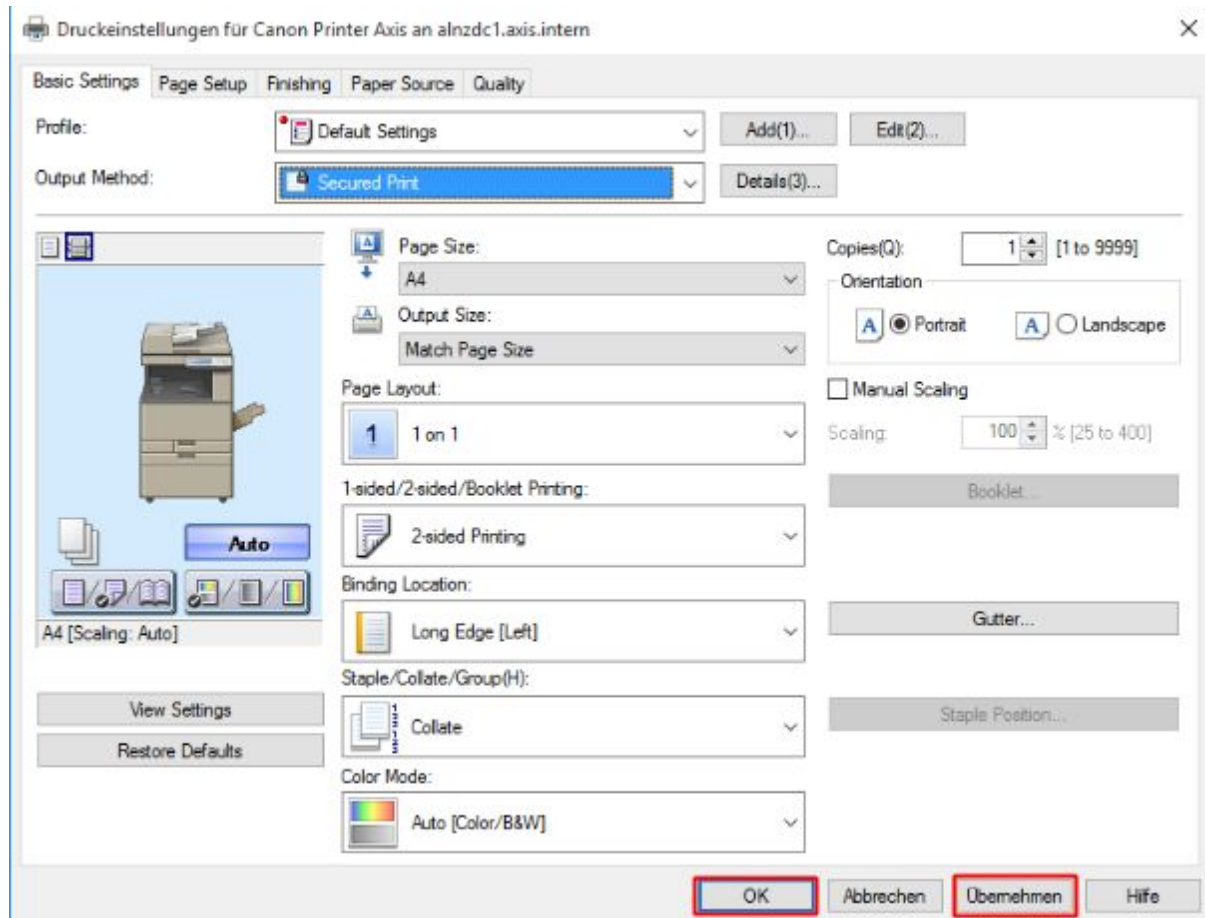 Druckeinstellungen für Canon Printer Axis an alnzdc1.axis.intern
Basic Settings Page Setup Finishing Paper Source Quality
Profile: Default Settings Add(1)... Edit(2)...
Output Method: Secured Print Details(3)...
Page Size:
A4
Output Size:
Match Page Size
Page Layout:
1 1 on 1
1-sided/2-sided/Booklet Printing:
2-sided Printing
Binding Location:
Long Edge [Left]
Staple/Collate/Group(H):
Collate
Color Mode:
Auto [Color/B&W]
Copies(Q): 1 [1 to 9999]
Orientation
A Portrait A Landscape
Manual Scaling
Scaling: 100 % [25 to 400]
Booklet...
Gutter...
Staple Position...
Auto
A4 [Scaling: Auto]
View Settings
Restore Defaults
OK Abbrechen Übernehmen Hilfe